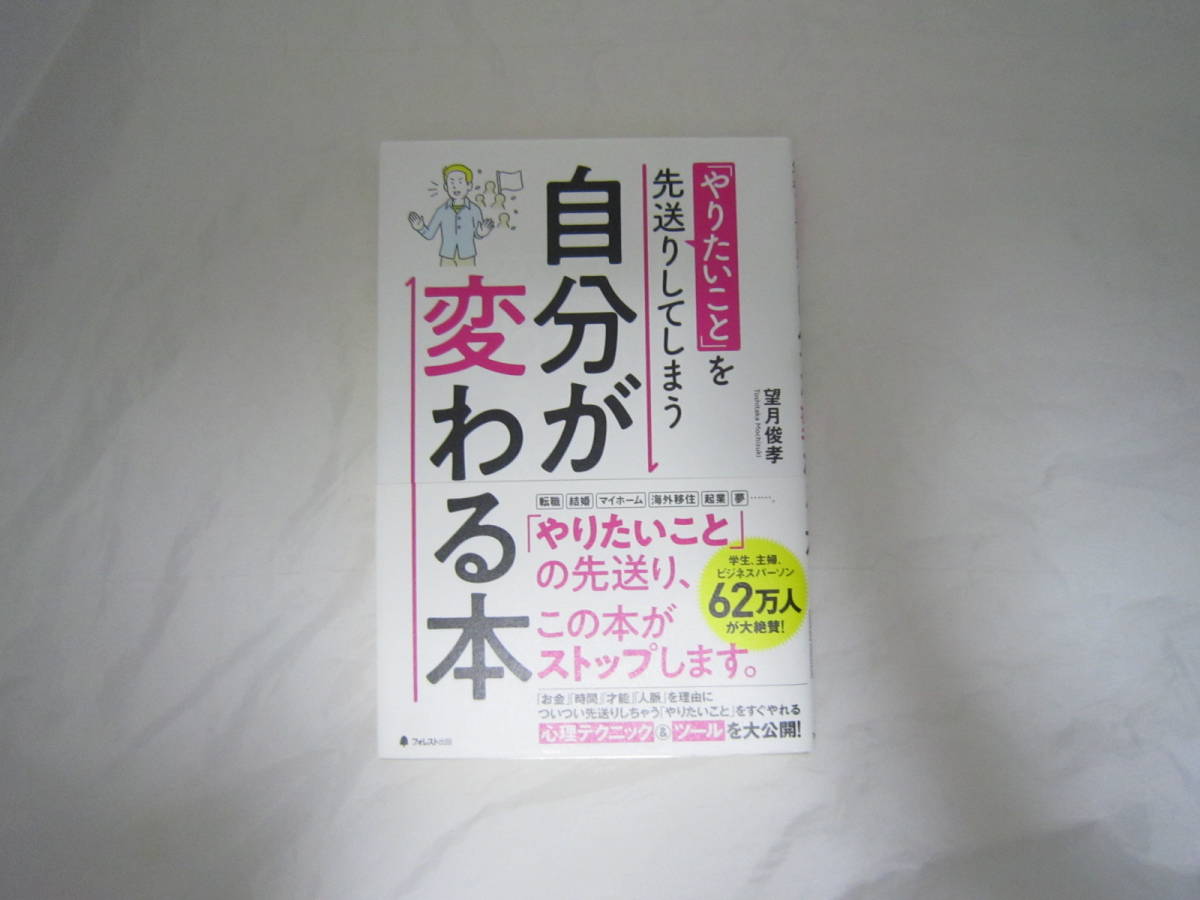 「やりたいこと」を
先送りしてしまう
自分が
変わる本
望月俊孝
Toshitaka Mochizuki
転職 結婚 マイホーム 海外移住 起業 夢 ……。
「やりたいこと」
の先送り、
この本が
ストップします。
学生、主婦、
ビジネスパーソン
62万人
が大絶賛!
「お金」「時間」「才能」「人脈」を理由に
ついつい先送りしちゃう「やりたいこと」をすぐやれる
心理テクニック&ツールを大公開!
フォレスト出版